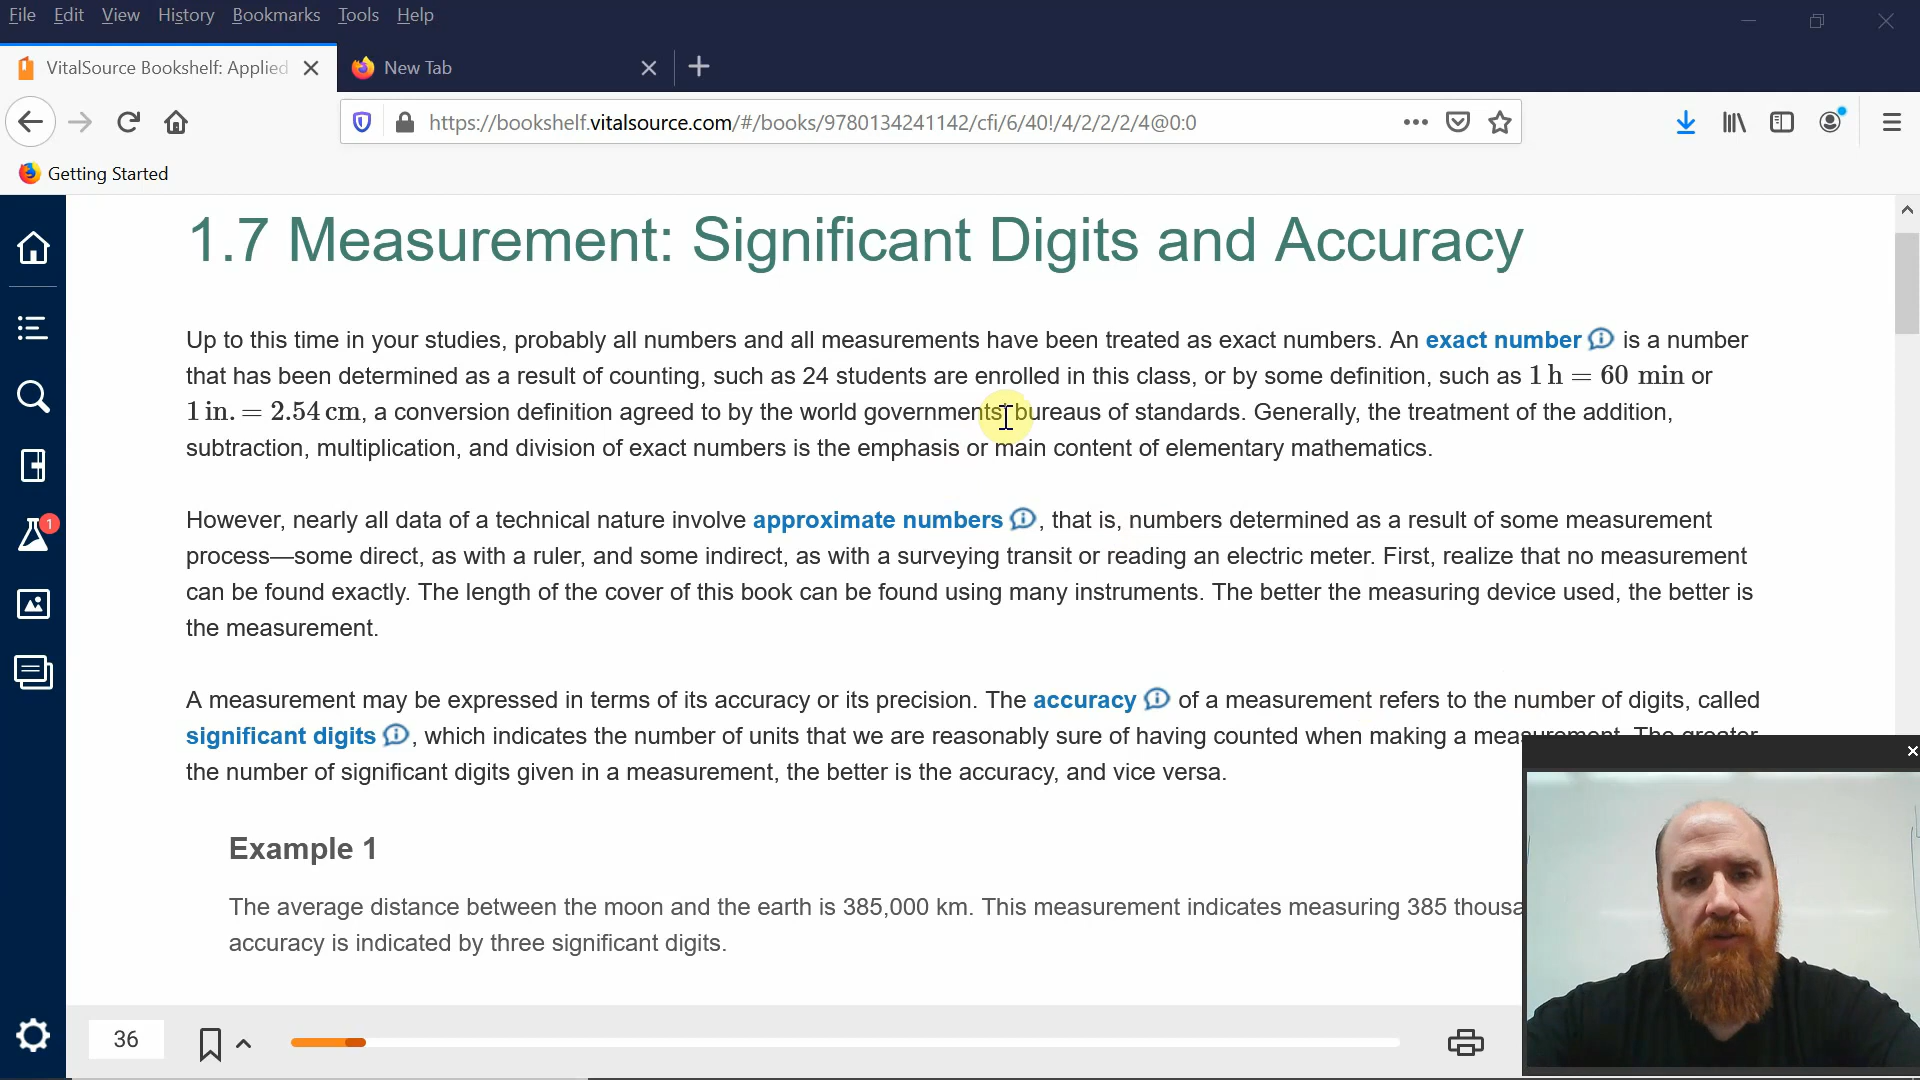 File Edit View History Bookmarks Tools Help
VitalSource Bookshelf: Applied New Tab
https://bookshelf.vitalsource.com/#/books/9780134241142/cfi/6/40!/4/2/2/2/4@0:0
Getting Started
1.7 Measurement: Significant Digits and Accuracy
Up to this time in your studies, probably all numbers and all measurements have been treated as exact numbers. An exact number is a number
that has been determined as a result of counting, such as 24 students are enrolled in this class, or by some definition, such as 1 h = 60 min or
1 in. = 2.54 cm, a conversion definition agreed to by the world governments' bureaus of standards. Generally, the treatment of the addition,
subtraction, multiplication, and division of exact numbers is the emphasis or main content of elementary mathematics.
However, nearly all data of a technical nature involve approximate numbers, that is, numbers determined as a result of some measurement
process—some direct, as with a ruler, and some indirect, as with a surveying transit or reading an electric meter. First, realize that no measurement
can be found exactly. The length of the cover of this book can be found using many instruments. The better the measuring device used, the better is
the measurement.
A measurement may be expressed in terms of its accuracy or its precision. The accuracy of a measurement refers to the number of digits, called
significant digits, which indicates the number of units that we are reasonably sure of having counted when making a measurement. The greater
the number of significant digits given in a measurement, the better is the accuracy, and vice versa.
Example 1
The average distance between the moon and the earth is 385,000 km. This measurement indicates measuring 385 thousa
accuracy is indicated by three significant digits.
1
36